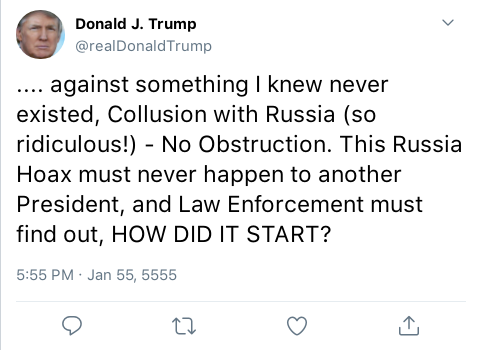 Donald J. Trump
@realDonaldTrump
.... against something I knew never
existed, Collusion with Russia (so
ridiculous!) - No Obstruction. This Russia
Hoax must never happen to another
President, and Law Enforcement must
find out, HOW DID IT START?
5:55 PM · Jan 55, 5555